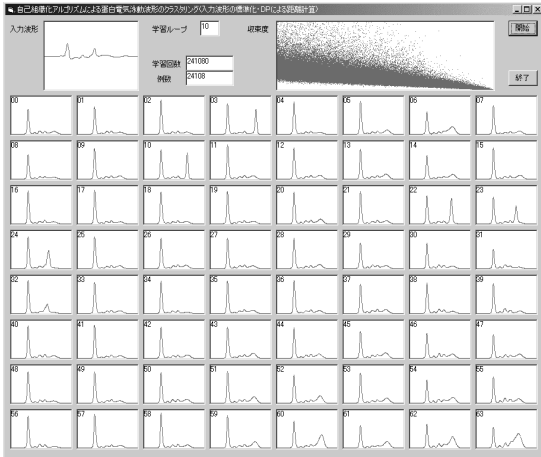 自己組織化アルゴリズムによる蛋白電気泳動波形のクラスタリング(入力波形の標準化・DPによる距離計算)
入力波形 学習ループ 10 収束度 開始
学習回数 241080
例数 24108 終了
00 01 02 03 04 05 06 07
08 09 10 11 12 13 14 15
16 17 18 19 20 21 22 23
24 25 26 27 28 29 30 31
32 33 34 35 36 37 38 39
40 41 42 43 44 45 46 47
48 49 50 51 52 53 54 55
56 57 58 59 60 61 62 63